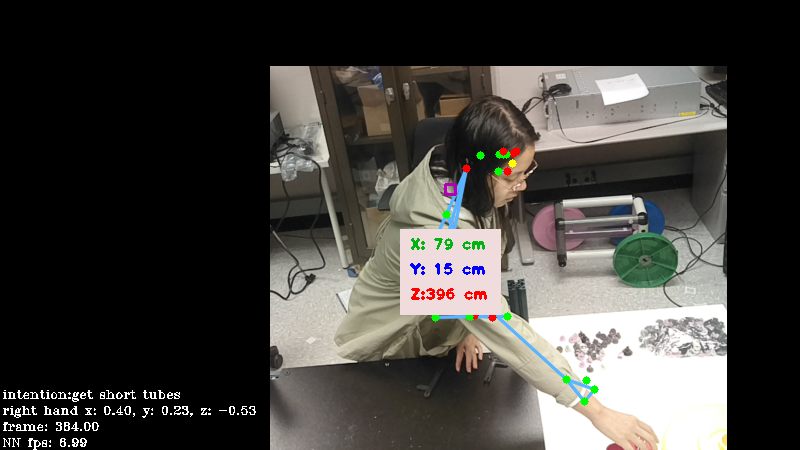 X: 79 cm
Y: 15 cm
Z:396 cm
intention:get short tubes
right hand x: 0.40, y: 0.23, z: -0.53
frame: 384.00
NN fps: 6.99